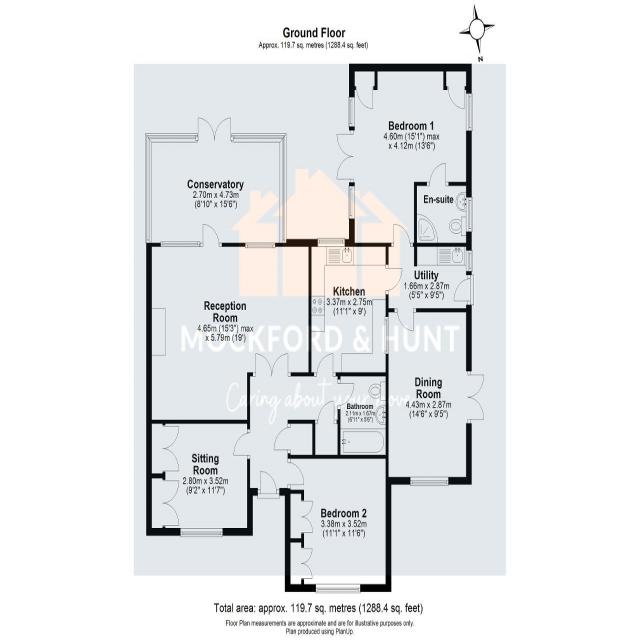 Ground Floor
Approx. 119.7 sq. metres (1288.4 sq. feet)
N
Bedroom 1
4.60m (15'1") max
x 4.12m (13'6")
Conservatory
2.70m x 4.73m
(8'10" x 15'6")
En-suite
Utility
1.66m x 2.87m
(5'5" x 9'5")
Kitchen
3.37m x 2.75m
(11'1" x 9')
Reception
Room
4.65m (15'3") max
x 5.79m (19')
MOCKFORD & HUNT
Caring about your move
Dining
Room
4.43m x 2.87m
(14'6" x 9'5")
Bathroom
2.11m x 1.67m
(6'11" x 5'6")
Sitting
Room
2.80m x 3.52m
(9'2" x 11'7")
Bedroom 2
3.38m x 3.52m
(11'1" x 11'6")
Total area: approx. 119.7 sq. metres (1288.4 sq. feet)
Floor Plan measurements are approximate and are for illustrative purposes only.
Plan produced using PlanUp.